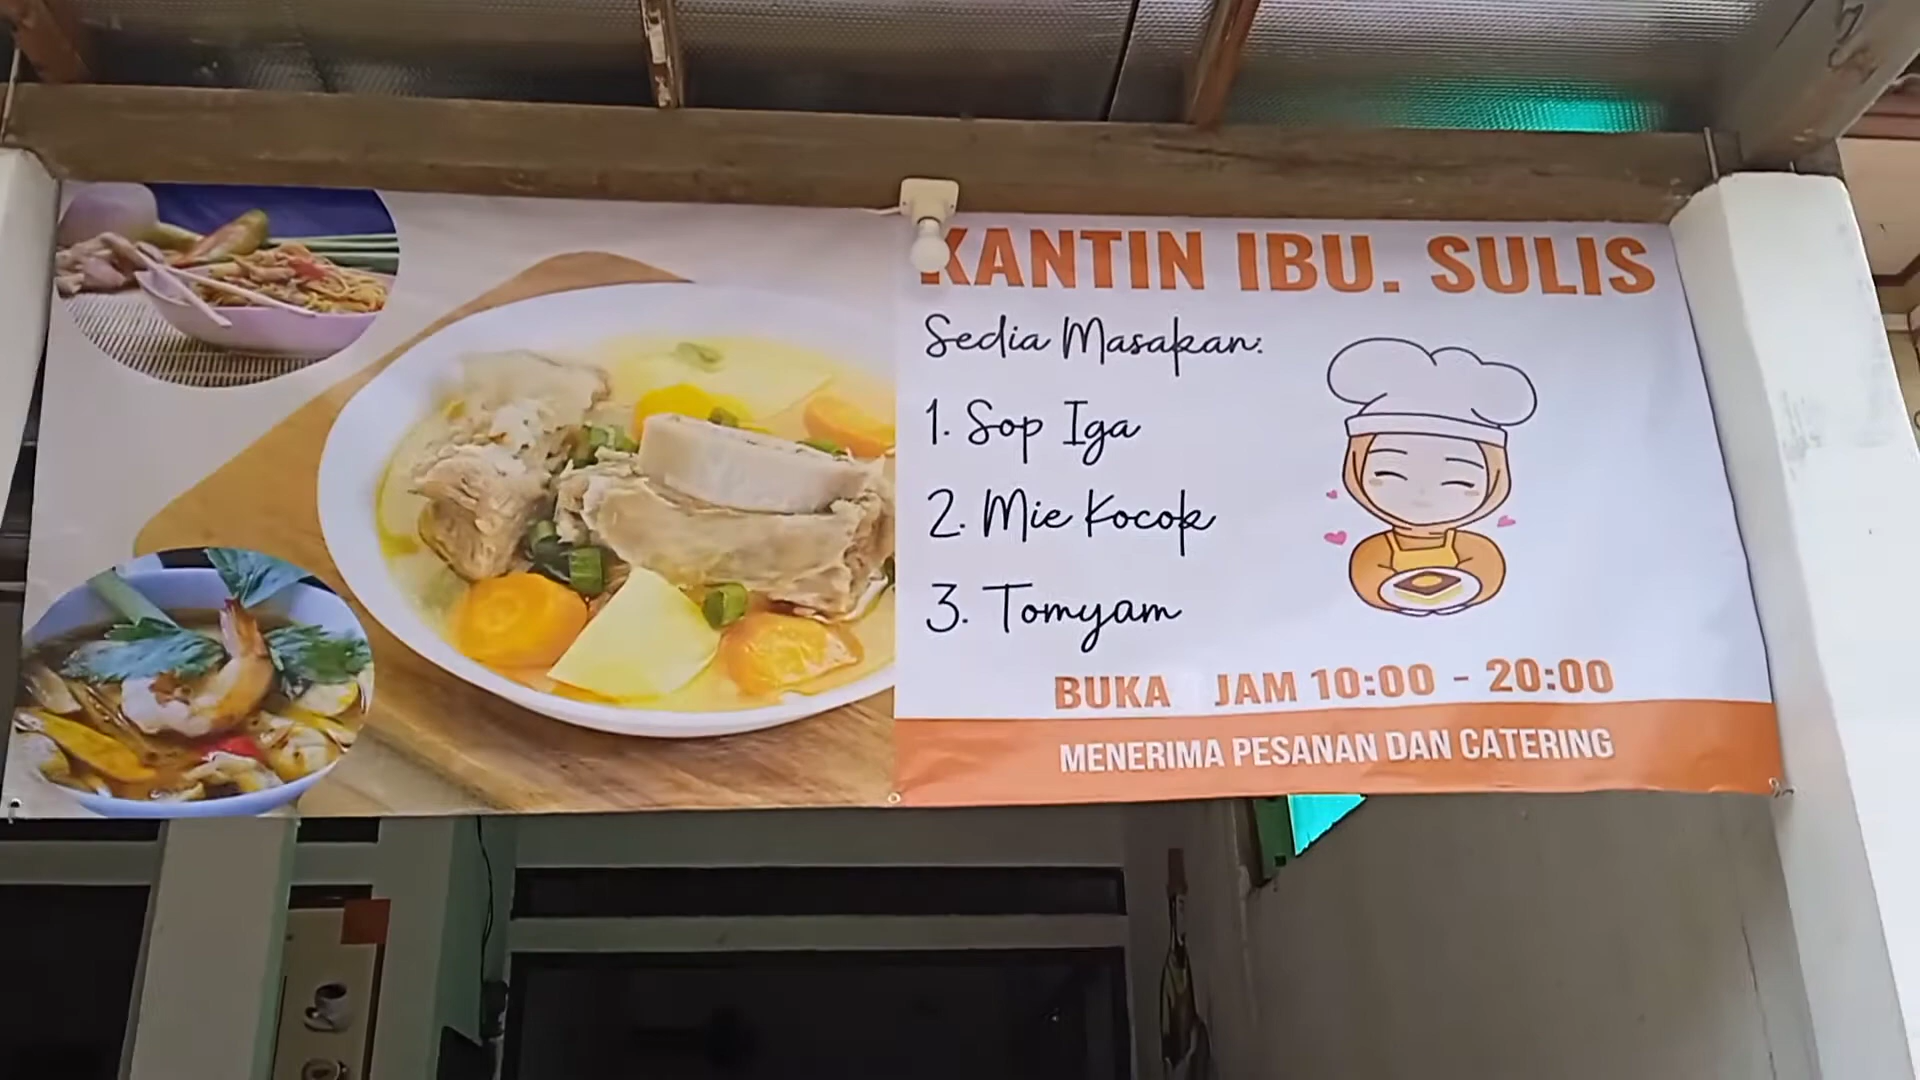 KANTIN IBU. SULIS
Sedia Masakan:
1. Sop Iga
2. Mie Kocok
3. Tomyam
BUKA JAM 10:00 - 20:00
MENERIMA PESANAN DAN CATERING